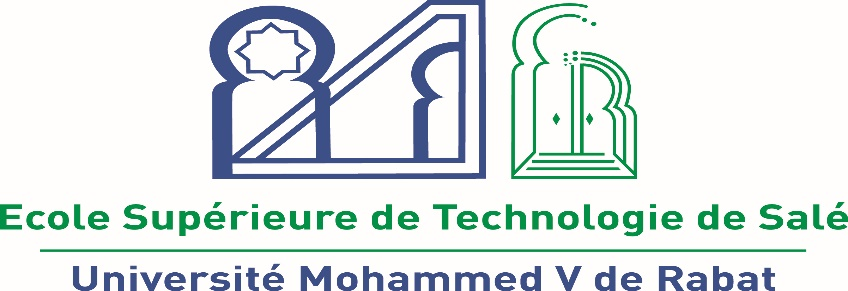 Ecole Supérieure de Technologie de Salé
Université Mohammed V de Rabat